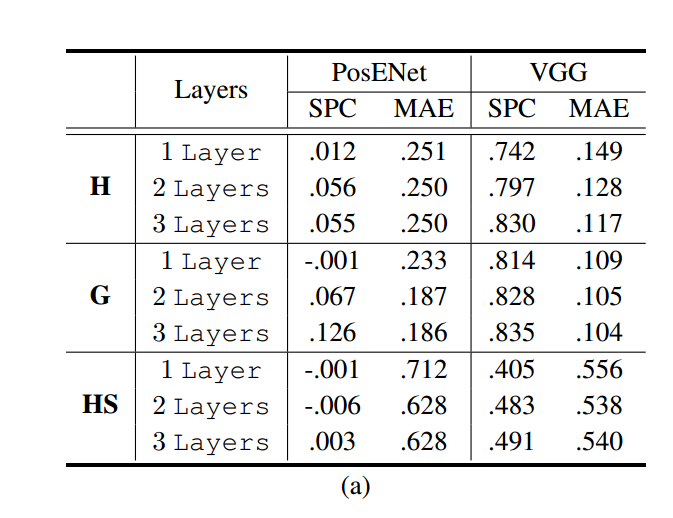 Layers PosENet VGG
SPC MAE SPC MAE
H 1 Layer .012 .251 .742 .149
2 Layers .056 .250 .797 .128
3 Layers .055 .250 .830 .117
G 1 Layer -.001 .233 .814 .109
2 Layers .067 .187 .828 .105
3 Layers .126 .186 .835 .104
HS 1 Layer -.001 .712 .405 .556
2 Layers -.006 .628 .483 .538
3 Layers .003 .628 .491 .540
(a)